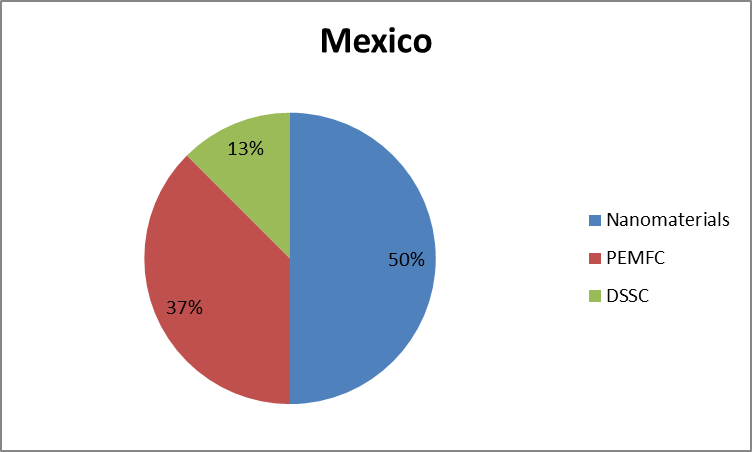 Mexico
13%
50%
37%
Nanomaterials
PEMFC
DSSC